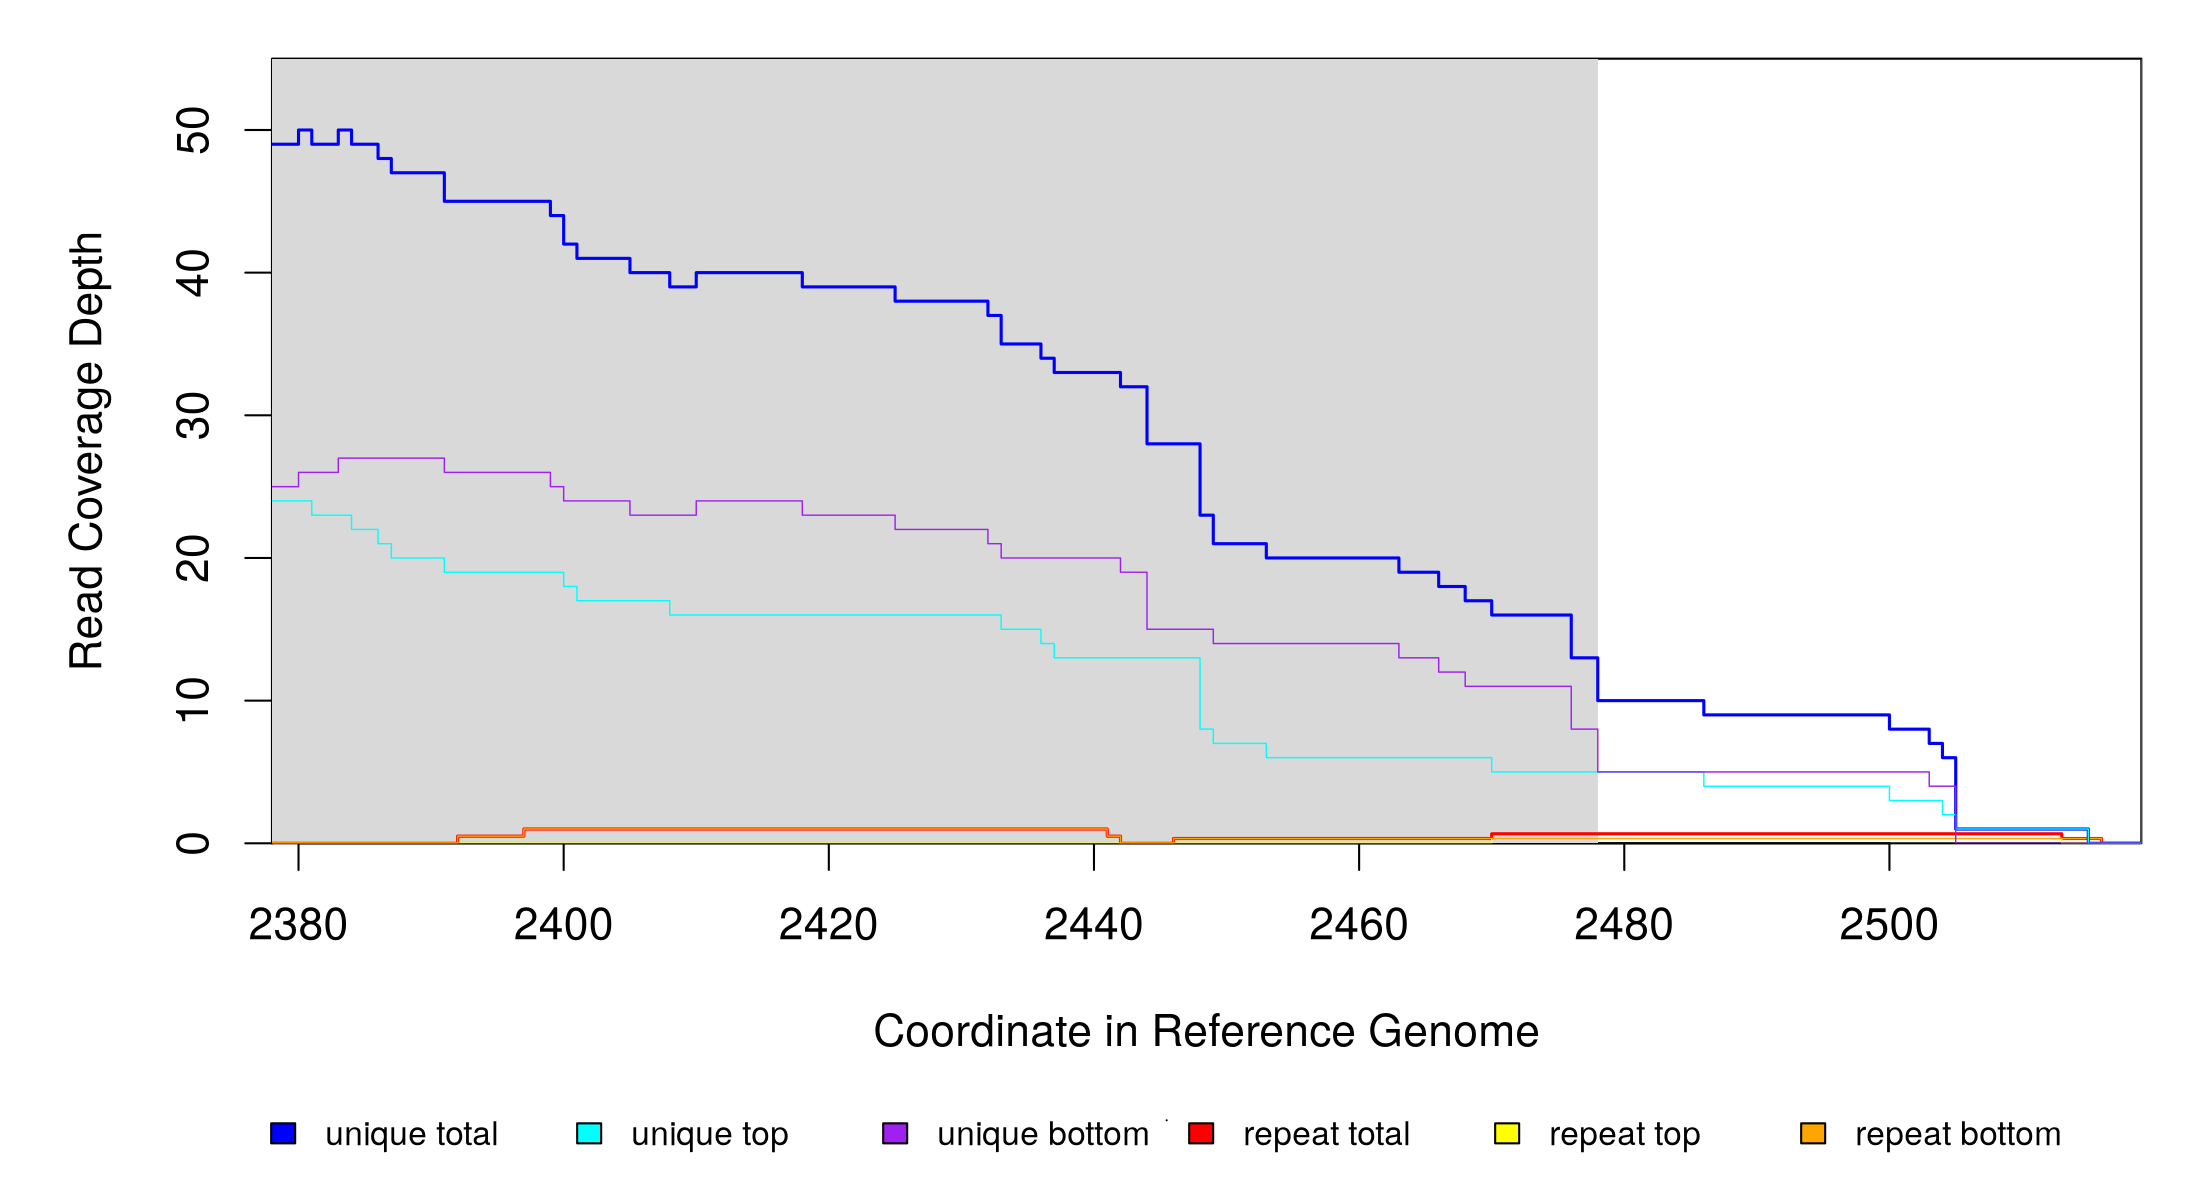 Read Coverage Depth
50
40
30
20
10
0
2380 2400 2420 2440 2460 2480 2500
Coordinate in Reference Genome
unique total unique top unique bottom repeat total repeat top repeat bottom